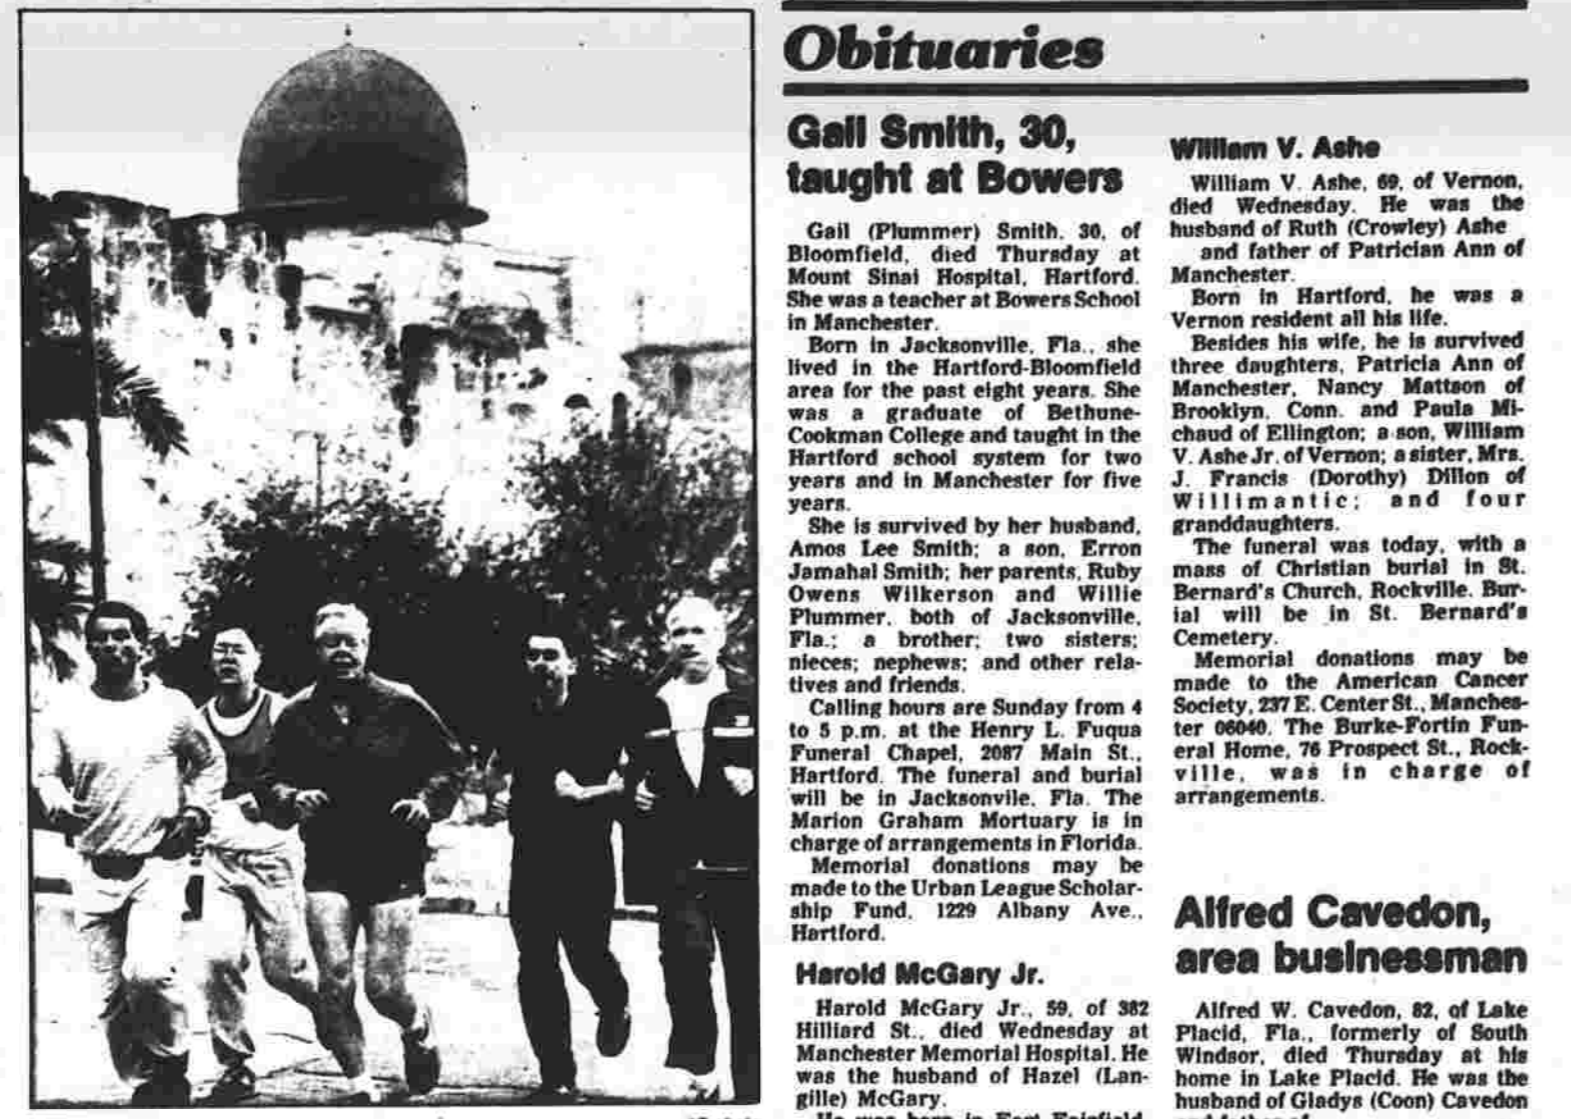 Obituaries
Gail Smith, 30,
taught at Bowers
Gail (Plummer) Smith, 30, of
Bloomfield, died Thursday at
Mount Sinai Hospital, Hartford.
She was a teacher at Bowers School
in Manchester.
Born in Jacksonville, Fla., she
lived in the Hartford-Bloomfield
area for the past eight years. She
was a graduate of Bethune-
Cookman College and taught in the
Hartford school system for two
years and in Manchester for five
years.
She is survived by her husband,
Amos Lee Smith; a son, Erron
Jamahal Smith; her parents, Ruby
Owens Wilkerson and Willie
Plummer, both of Jacksonville,
Fla.; a brother; two sisters;
nieces; nephews; and other rela-
tives and friends.
Calling hours are Sunday from 4
to 5 p.m. at the Henry L. Fuqua
Funeral Chapel, 2087 Main St.,
Hartford. The funeral and burial
will be in Jacksonvile, Fla. The
Marion Graham Mortuary is in
charge of arrangements in Florida.
Memorial donations may be
made to the Urban League Scholar-
ship Fund, 1229 Albany Ave.,
Hartford.
Harold McGary Jr.
Harold McGary Jr., 59, of 382
Hilliard St., died Wednesday at
Manchester Memorial Hospital. He
was the husband of Hazel (Lan-
gille) McGary.
He was born in East Fairfield,
William V. Ashe
William V. Ashe, 69, of Vernon,
died Wednesday. He was the
husband of Ruth (Crowley) Ashe
and father of Patrician Ann of
Manchester.
Born in Hartford, he was a
Vernon resident all his life.
Besides his wife, he is survived
three daughters, Patricia Ann of
Manchester, Nancy Mattson of
Brooklyn, Conn. and Paula Mi-
chaud of Ellington; a son, William
V. Ashe Jr. of Vernon; a sister, Mrs.
J. Francis (Dorothy) Dillon of
Willimantic; and four
granddaughters.
The funeral was today, with a
mass of Christian burial in St.
Bernard's Church, Rockville. Bur-
ial will be in St. Bernard's
Cemetery.
Memorial donations may be
made to the American Cancer
Society, 237 E. Center St., Manches-
ter 06040. The Burke-Fortin Fun-
eral Home, 76 Prospect St., Rock-
ville, was in charge of
arrangements.
Alfred Cavedon,
area businessman
Alfred W. Cavedon, 82, of Lake
Placid, Fla., formerly of South
Windsor, died Thursday at his
home in Lake Placid. He was the
husband of Gladys (Coon) Cavedon
and father of